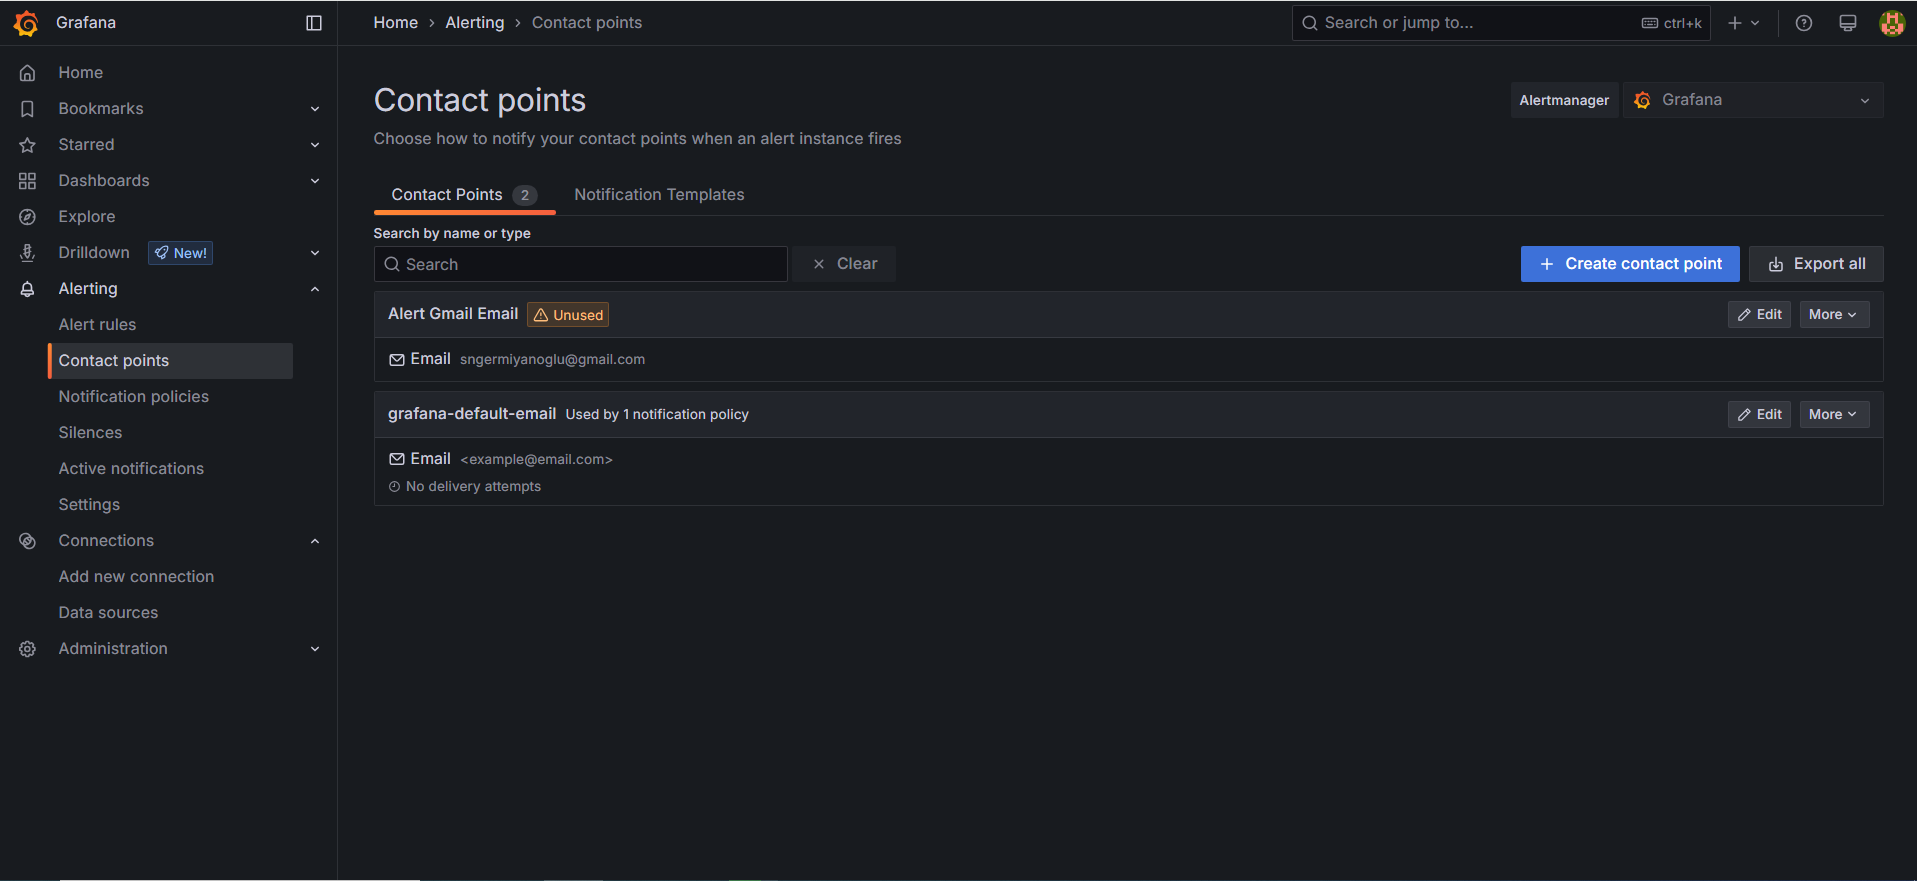 Grafana
Home › Alerting › Contact points
Search or jump to...
ctrl+k
Home
Bookmarks
Starred
Dashboards
Explore
Drilldown
New!
Alerting
Alert rules
Contact points
Notification policies
Silences
Active notifications
Settings
Connections
Add new connection
Data sources
Administration
Contact points
Choose how to notify your contact points when an alert instance fires
Alertmanager
Grafana
Contact Points 2
Notification Templates
Search by name or type
Search
Clear
Create contact point
Export all
Alert Gmail Email
Unused
Edit
More
Email sngermiyanoglu@gmail.com
grafana-default-email Used by 1 notification policy
Edit
More
Email <example@email.com>
No delivery attempts